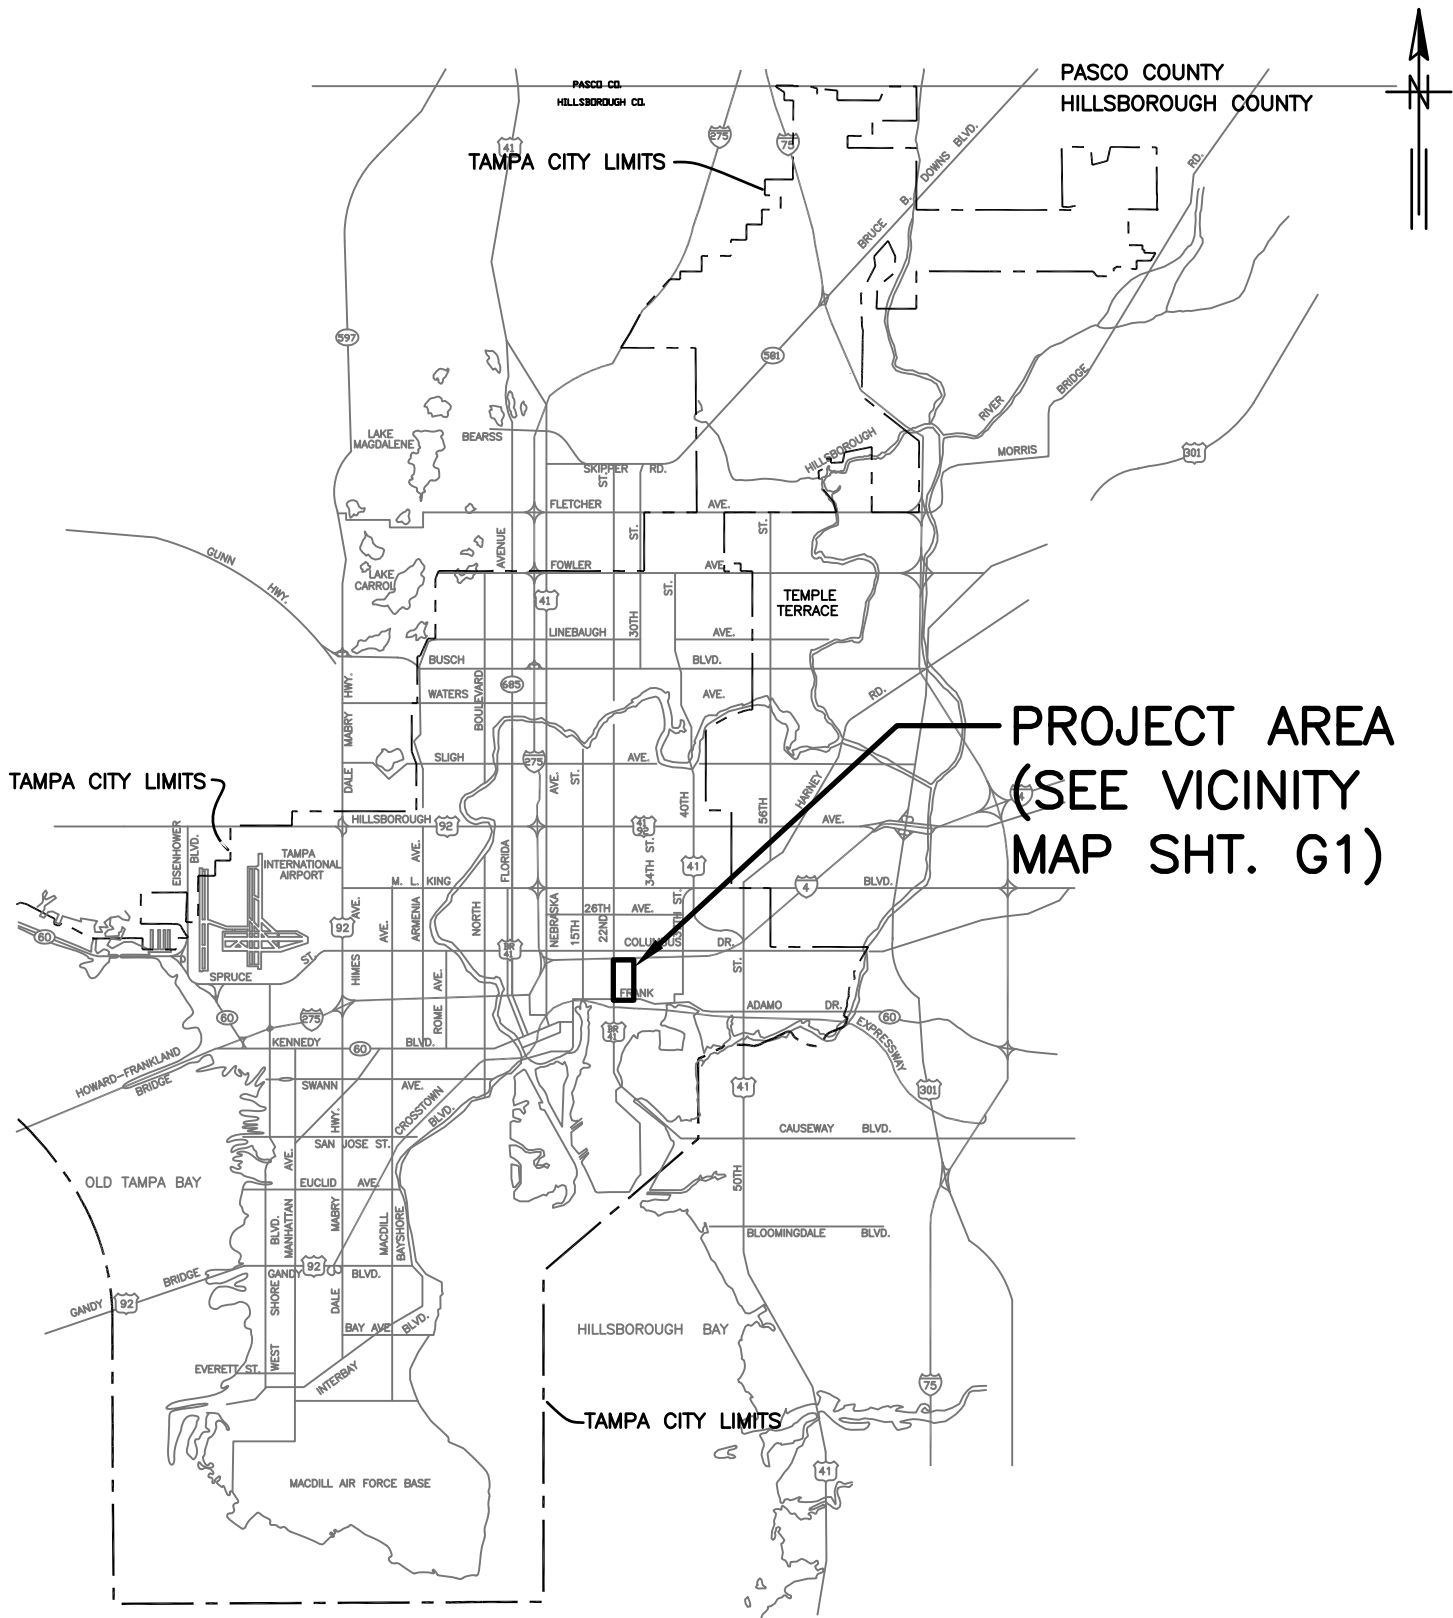 PASCO CO.
HILLSBOROUGH CO.
PASCO COUNTY
HILLSBOROUGH COUNTY
N
41
275
75
TAMPA CITY LIMITS
BRUCE B. DOWNS BLVD.
RD.
597
581
LAKE
MAGDALENE
BEARSS
HILLSBOROUGH
RIVER
BRIDGE
MORRIS
301
SKIPPER RD.
ST.
FLETCHER AVE.
AVENUE
ST.
ST.
GUNN
HWY.
LAKE
CARROL
FOWLER AVE.
41
ST.
30TH
TEMPLE
TERRACE
LINEBAUGH AVE.
BUSCH BLVD.
WATERS AVE.
HWY.
BOULEVARD
685
RD.
MABRY
PROJECT AREA
(SEE VICINITY
MAP SHT. G1)
SLIGH AVE.
275
TAMPA CITY LIMITS
DALE
AVE.
ST.
40TH
56TH
HARNEY
4
HILLSBOROUGH
92
41
92
AVE.
EISENHOWER
BLVD.
TAMPA
INTERNATIONAL
AIRPORT
AVE.
FLORIDA
34TH ST.
41
M. L. KING
4
BLVD.
92
AVE.
AVE.
ARMENIA
NORTH
NEBRASKA
15TH
22ND
26TH AVE.
ST.
COLUMBUS DR.
60
BR
41
ST.
SPRUCE
ST.
HIMES
ROME AVE.
FRANK
ADAMO DR.
60
60
275
BR
41
EXPRESSWAY
KENNEDY
60
BLVD.
HOWARD-FRANKLAND
BRIDGE
SWANN AVE.
41
301
HWY.
CROSSTOWN
BLVD.
SAN JOSE ST.
CAUSEWAY BLVD.
AVE.
OLD TAMPA BAY
EUCLID AVE.
50TH
BLVD.
MANHATTAN
MABRY
MACDILL
BAYSHORE
BLOOMINGDALE BLVD.
BRIDGE
GANDY
92
BLVD.
GANDY
92
SHORE
DALE
BAY AVE
BLVD.
HILLSBOROUGH BAY
EVERETT ST.
WEST
INTERBAY
75
TAMPA CITY LIMITS
41
MACDILL AIR FORCE BASE